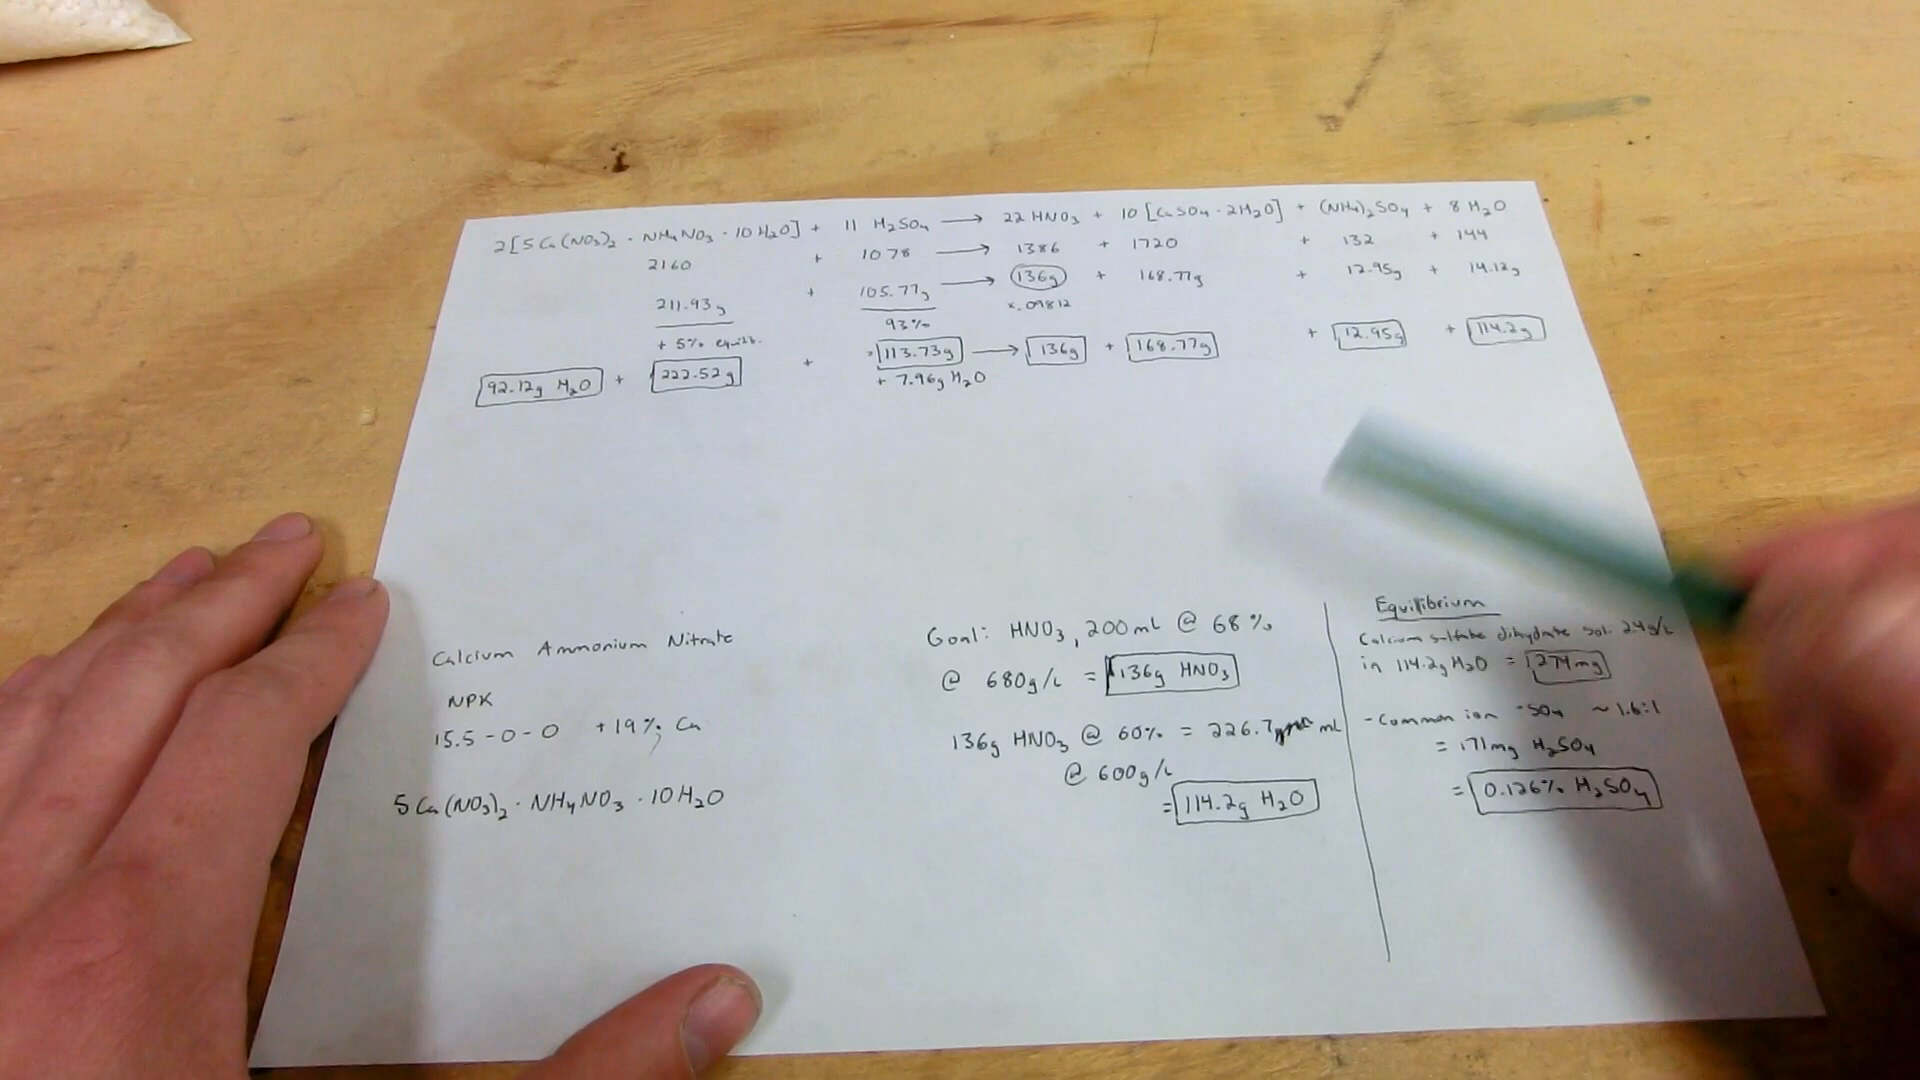 2[5Ca(NO3)2 · NH4NO3 · 10H2O] + 11 H2SO4 → 22 HNO3 + 10[CaSO4 · 2H2O] + (NH4)2SO4 + 8 H2O
2160 + 1078 → 1386 + 1720 + 132 + 144
211.93g + 105.77g → 136g + 168.77g + 12.95g + 14.12g
93% x.09812
+ 5% equilib.
92.12g H2O + 222.52g + 113.73g → 136g + 168.77g + 12.95g + 114.2g
+ 7.96g H2O
Calcium Ammonium Nitrate
NPK
15.5-0-0 +19% Ca
5Ca(NO3)2 · NH4NO3 · 10H2O
Goal: HNO3, 200mL @ 68%
@ 680g/L = 136g HNO3
136g HNO3 @ 60% = 226.7 mL
@ 600g/L
= 114.2g H2O
Equilibrium
Calcium sulfate dihydrate sol. 2.4g/L
in 114.2g H2O = 274mg
- Common ion -SO4 ~1.6:1
= 171mg H2SO4
= 0.126% H2SO4